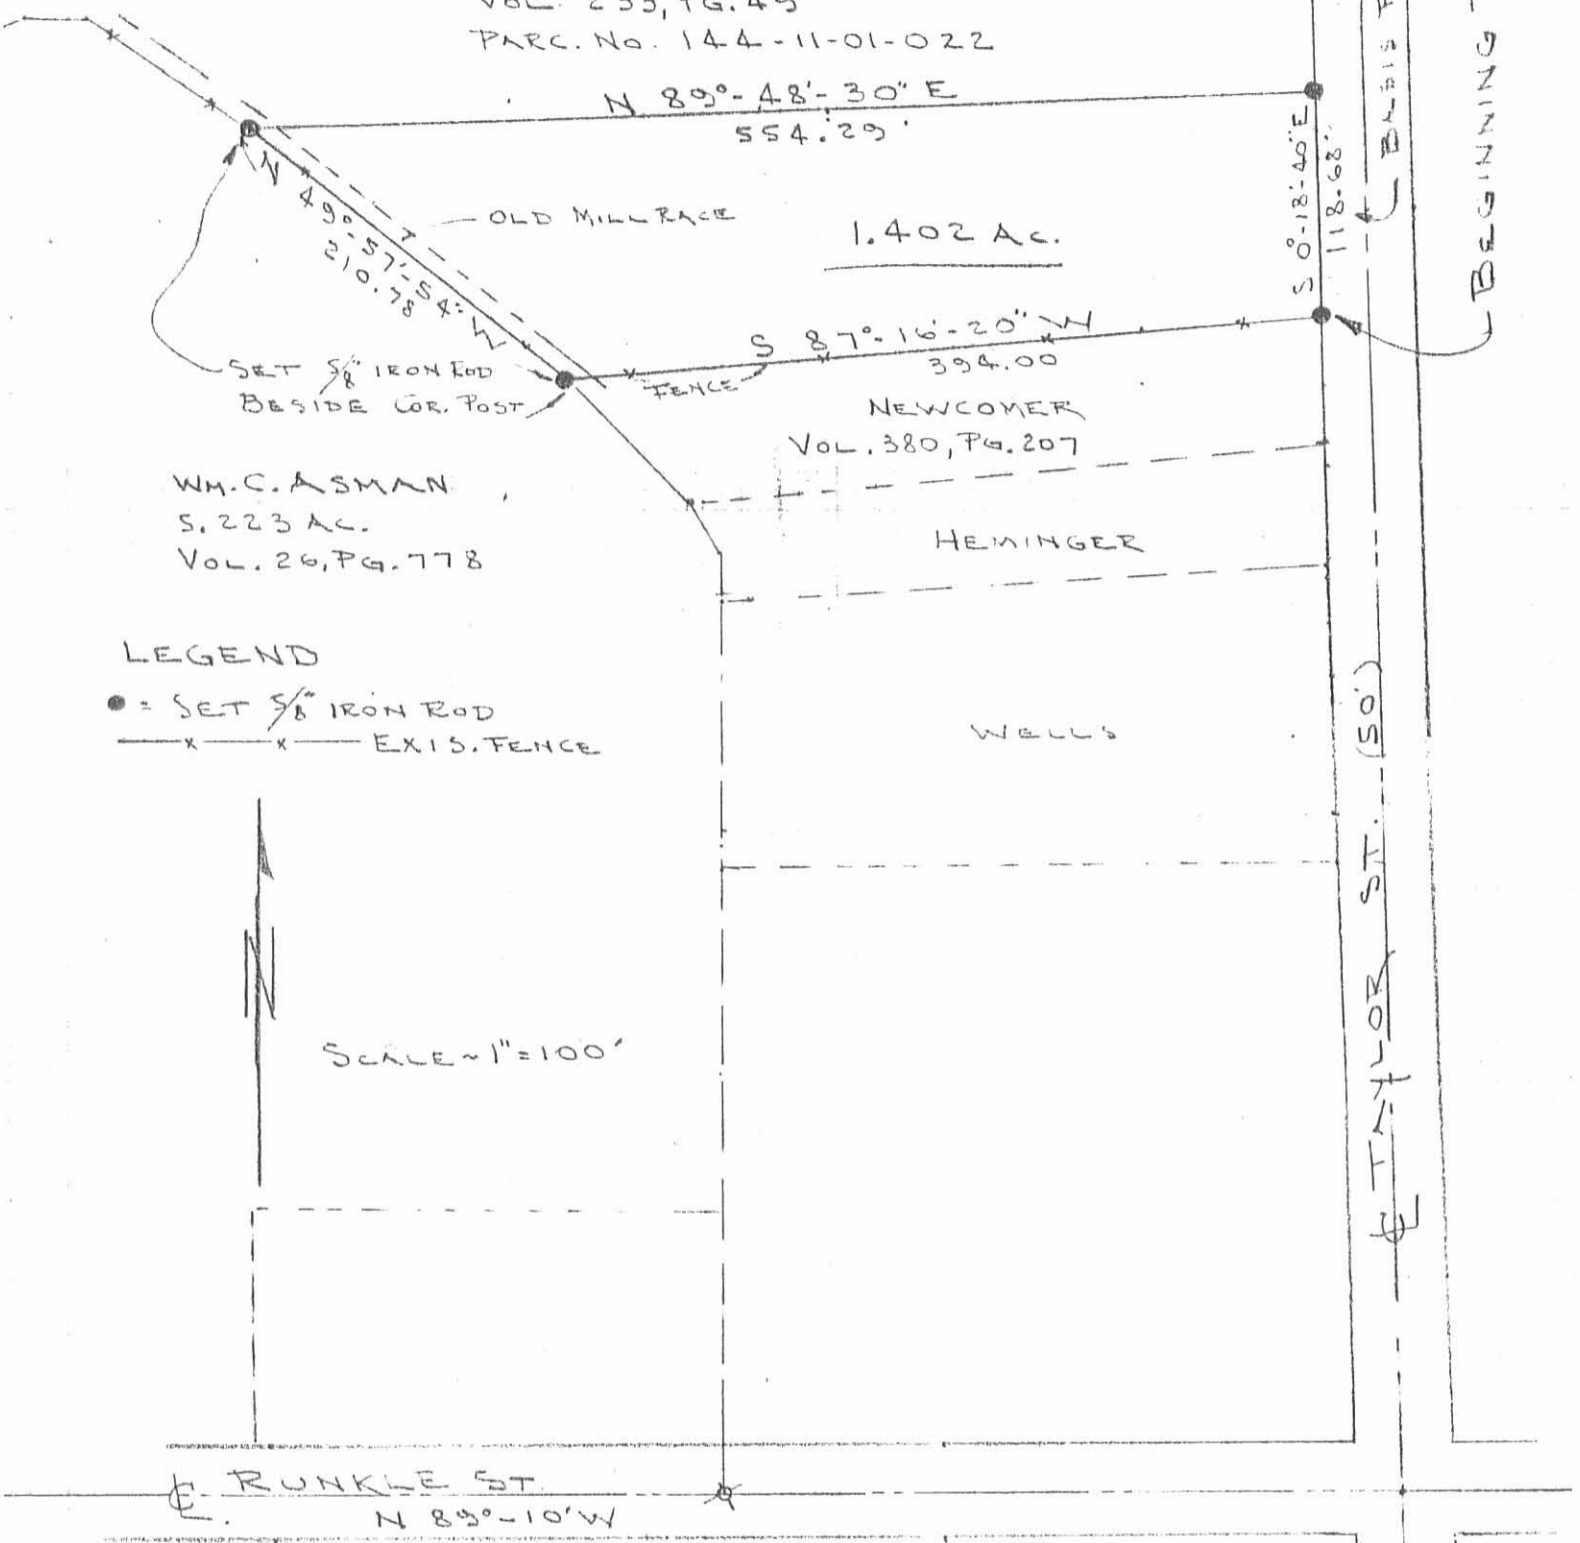 PARC. No. 144-11-01-022
N 89°-48'-30" E
554.29'
S 0°-18'-40" E
118.68'
BEGINNING
N 49°-57'-54" W
210.78
OLD MILL RACE
1.402 AC.
S 87°-16'-20" W
394.00
FENCE
SET 5/8" IRON ROD
BESIDE COR. POST
NEWCOMER
VOL. 380, PG. 207
WM. C. ASMAN
5.223 AC.
VOL. 26, PG. 778
HEMINGER
LEGEND
● = SET 5/8" IRON ROD
—x—x— EXIS. FENCE
WELLS
N
SCALE ~ 1" = 100'
℄ TAYLOR ST. (50')
℄ RUNKLE ST
N 89°-10' W